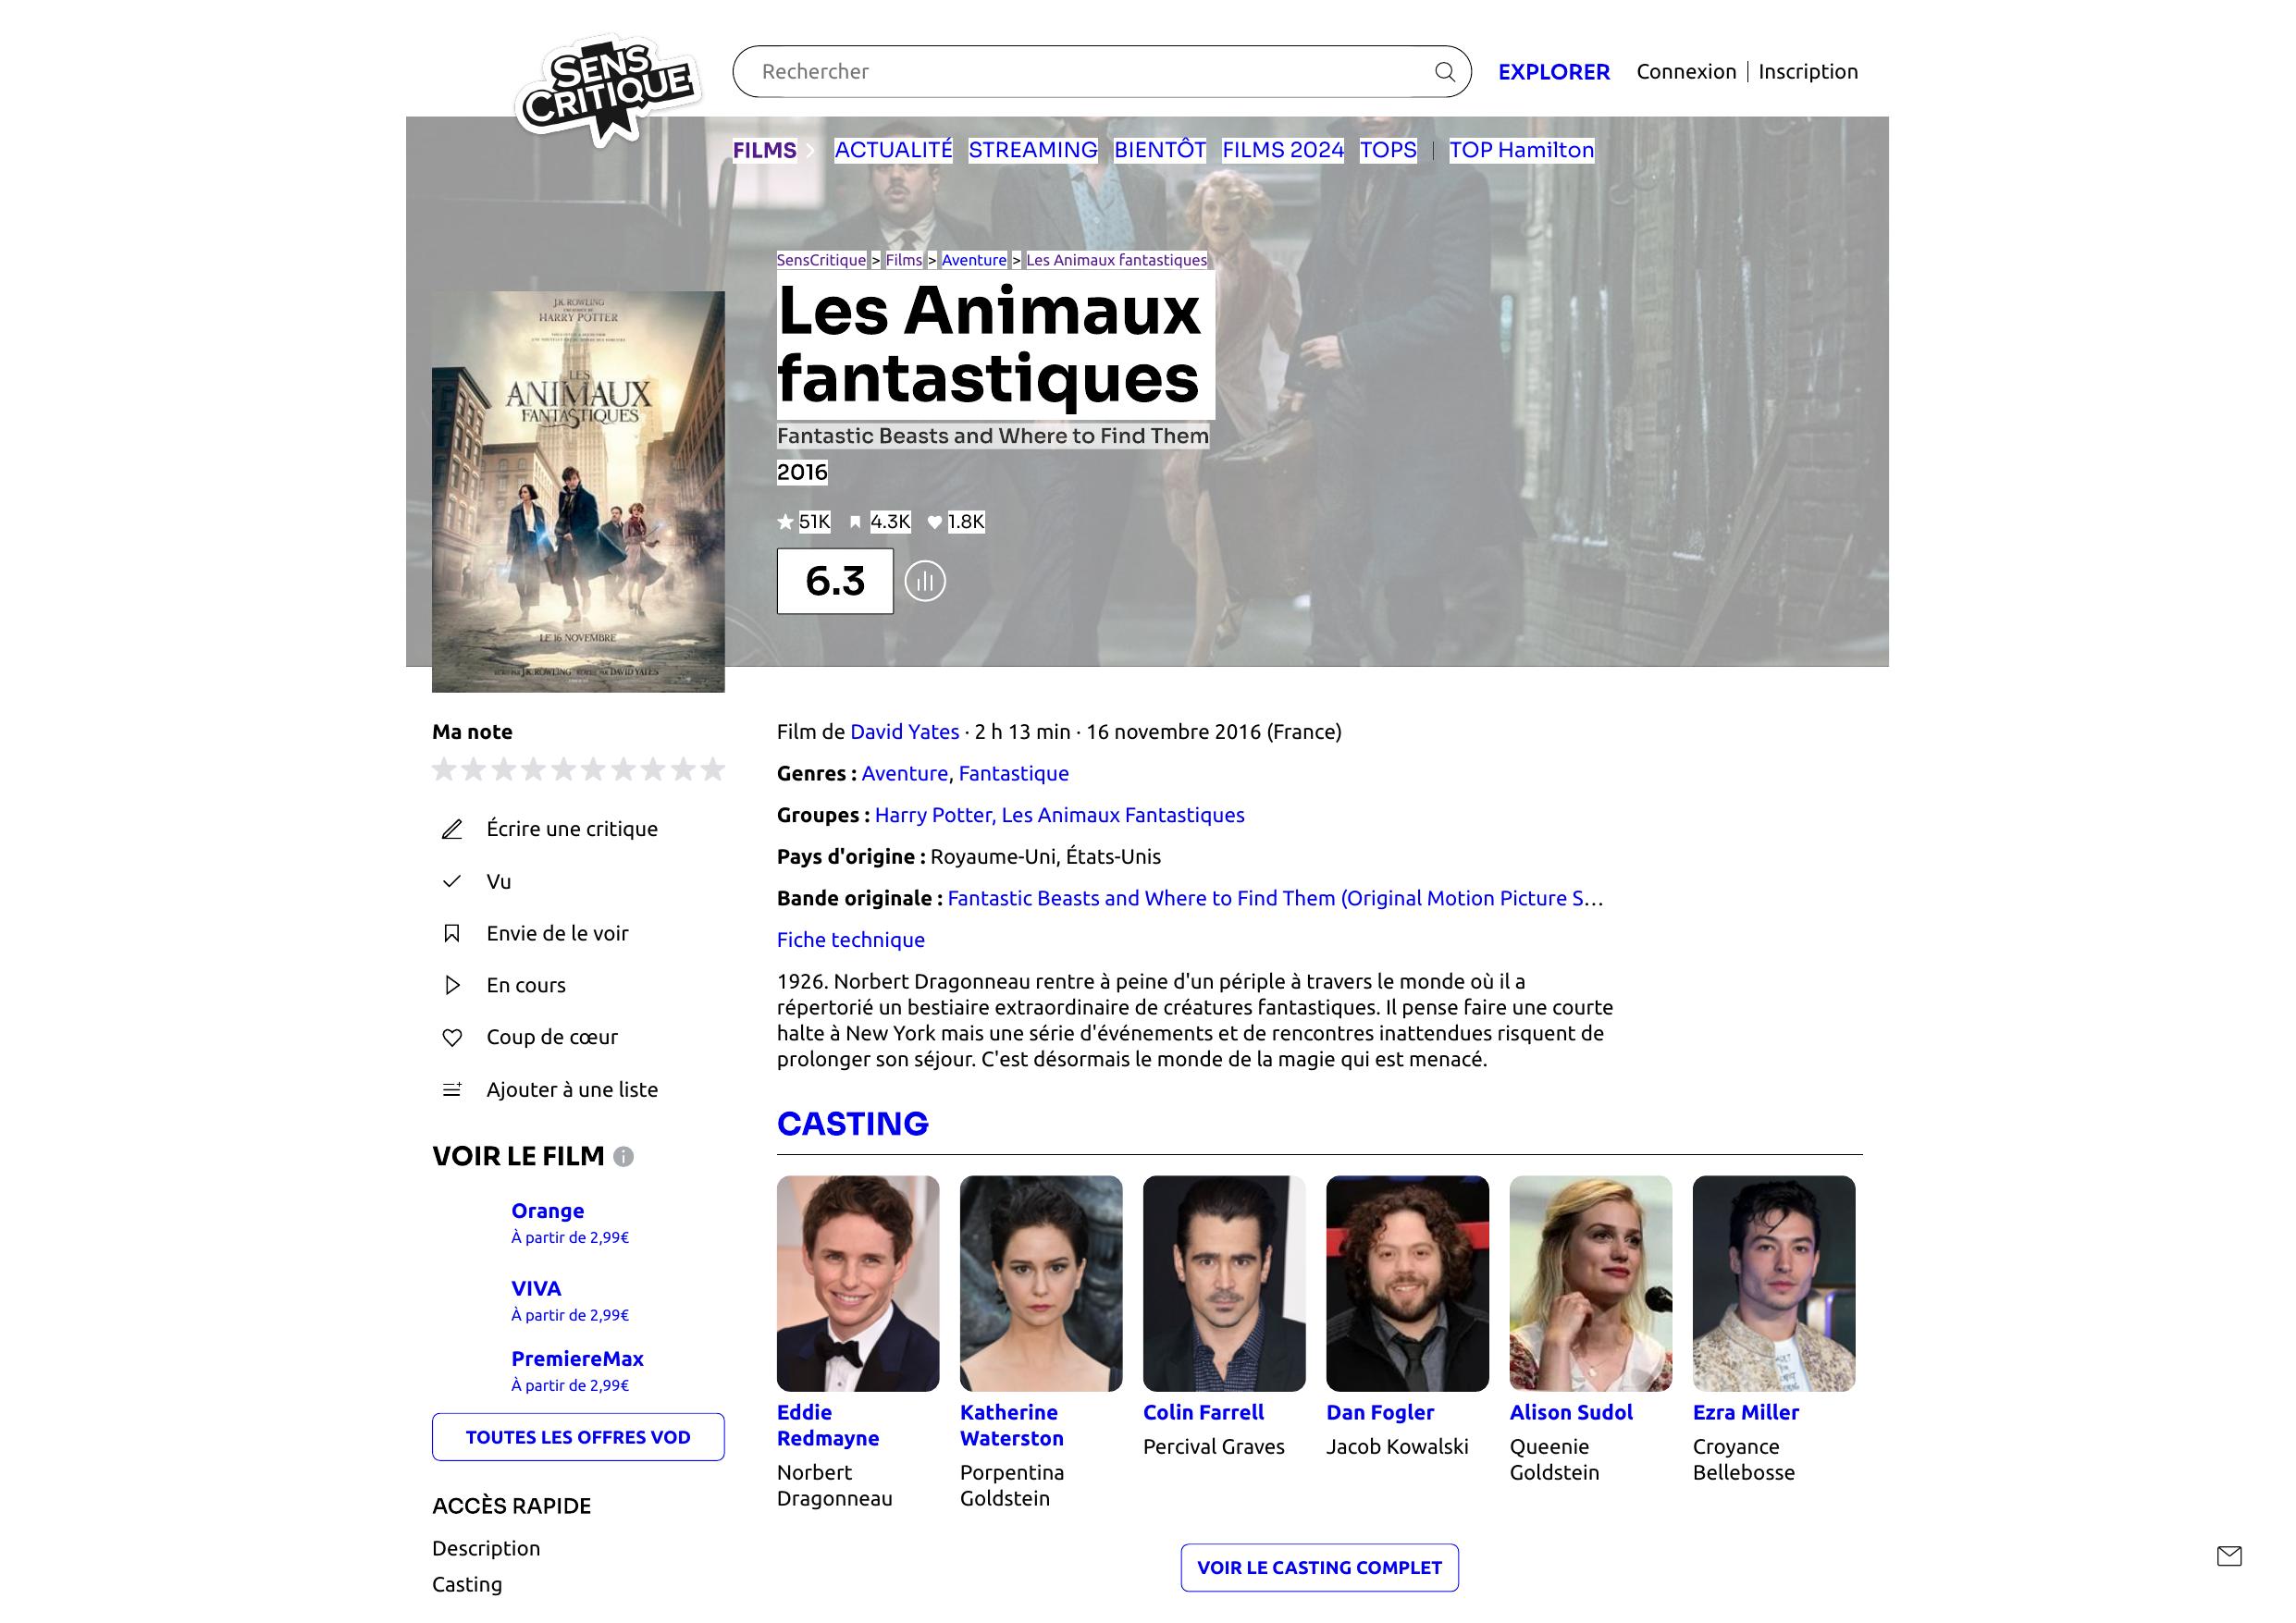 SENS CRITIQUE
Rechercher
EXPLORER
Connexion | Inscription
FILMS
ACTUALITÉ
STREAMING
BIENTÔT
FILMS 2024
TOPS
|
TOP Hamilton
SensCritique > Films > Aventure > Les Animaux fantastiques
Les Animaux
fantastiques
Fantastic Beasts and Where to Find Them
2016
51K
4.3K
1.8K
6.3
J.K. ROWLING
HARRY POTTER
LES
ANIMAUX
FANTASTIQUES
LE 16 NOVEMBRE
J.K. ROWLING
DAVID YATES
Ma note
Écrire une critique
Vu
Envie de le voir
En cours
Coup de cœur
Ajouter à une liste
VOIR LE FILM
Orange
À partir de 2,99€
VIVA
À partir de 2,99€
PremiereMax
À partir de 2,99€
TOUTES LES OFFRES VOD
ACCÈS RAPIDE
Description
Casting
Film de David Yates · 2 h 13 min · 16 novembre 2016 (France)
Genres : Aventure, Fantastique
Groupes : Harry Potter, Les Animaux Fantastiques
Pays d'origine : Royaume-Uni, États-Unis
Bande originale : Fantastic Beasts and Where to Find Them (Original Motion Picture S…
Fiche technique
1926. Norbert Dragonneau rentre à peine d'un périple à travers le monde où il a
répertorié un bestiaire extraordinaire de créatures fantastiques. Il pense faire une courte
halte à New York mais une série d'événements et de rencontres inattendues risquent de
prolonger son séjour. C'est désormais le monde de la magie qui est menacé.
CASTING
Eddie
Redmayne
Norbert
Dragonneau
Katherine
Waterston
Porpentina
Goldstein
Colin Farrell
Percival Graves
Dan Fogler
Jacob Kowalski
Alison Sudol
Queenie
Goldstein
Ezra Miller
Croyance
Bellebosse
VOIR LE CASTING COMPLET